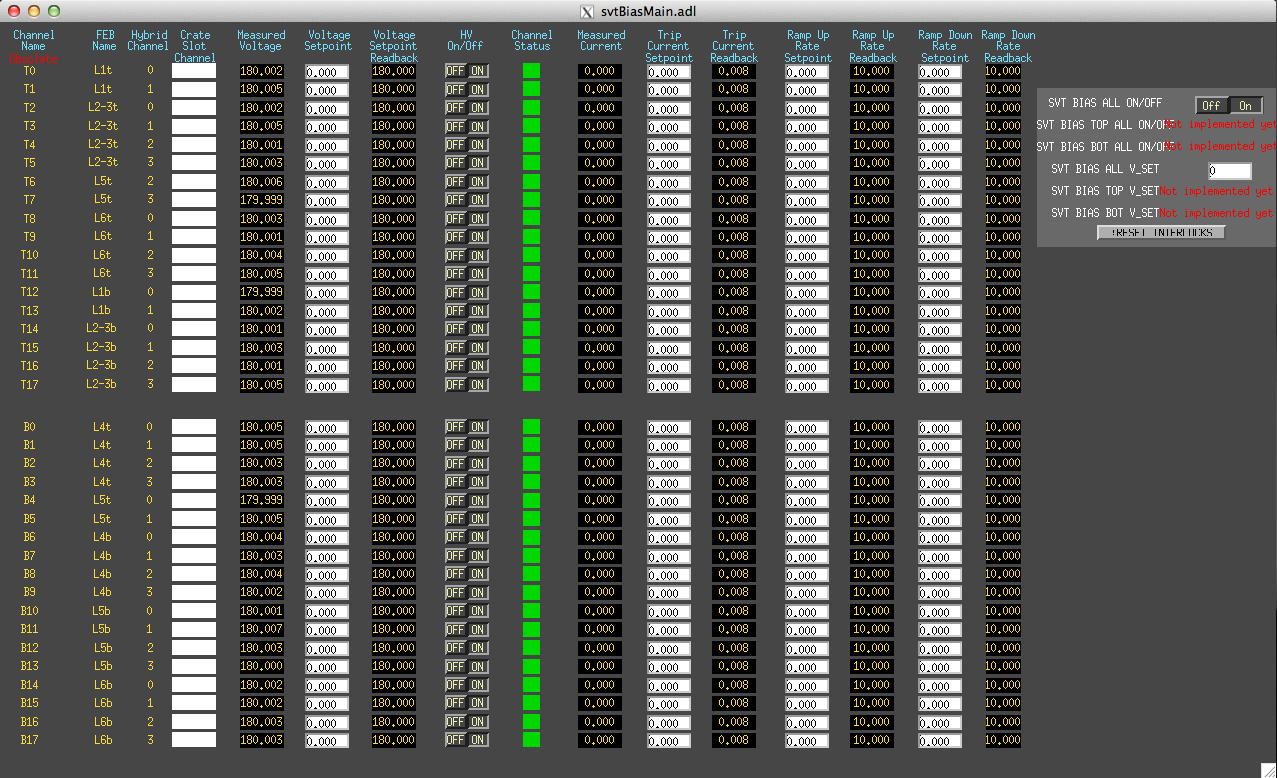 svtBiasMain.adl
Channel Name FEB Name Hybrid Channel Crate Slot Channel Measured Voltage Voltage Setpoint Voltage Setpoint Readback HV On/Off Channel Status Measured Current Trip Current Setpoint Trip Current Readback Ramp Up Rate Setpoint Ramp Up Rate Readback Ramp Down Rate Setpoint Ramp Down Rate Readback
Obsolete
T0 L1t 0 180.002 0.000 180.000 OFF ON 0.000 0.000 0.008 0.000 10.000 0.000 10.000
T1 L1t 1 180.005 0.000 180.000 OFF ON 0.000 0.000 0.008 0.000 10.000 0.000 10.000
T2 L2-3t 0 180.002 0.000 180.000 OFF ON 0.000 0.000 0.008 0.000 10.000 0.000 10.000
T3 L2-3t 1 180.005 0.000 180.000 OFF ON 0.000 0.000 0.008 0.000 10.000 0.000 10.000
T4 L2-3t 2 180.001 0.000 180.000 OFF ON 0.000 0.000 0.008 0.000 10.000 0.000 10.000
T5 L2-3t 3 180.003 0.000 180.000 OFF ON 0.000 0.000 0.008 0.000 10.000 0.000 10.000
T6 L5t 2 180.006 0.000 180.000 OFF ON 0.000 0.000 0.008 0.000 10.000 0.000 10.000
T7 L5t 3 179.999 0.000 180.000 OFF ON 0.000 0.000 0.008 0.000 10.000 0.000 10.000
T8 L6t 0 180.003 0.000 180.000 OFF ON 0.000 0.000 0.008 0.000 10.000 0.000 10.000
T9 L6t 1 180.001 0.000 180.000 OFF ON 0.000 0.000 0.008 0.000 10.000 0.000 10.000
T10 L6t 2 180.004 0.000 180.000 OFF ON 0.000 0.000 0.008 0.000 10.000 0.000 10.000
T11 L6t 3 180.005 0.000 180.000 OFF ON 0.000 0.000 0.008 0.000 10.000 0.000 10.000
T12 L1b 0 179.999 0.000 180.000 OFF ON 0.000 0.000 0.008 0.000 10.000 0.000 10.000
T13 L1b 1 180.002 0.000 180.000 OFF ON 0.000 0.000 0.008 0.000 10.000 0.000 10.000
T14 L2-3b 0 180.001 0.000 180.000 OFF ON 0.000 0.000 0.008 0.000 10.000 0.000 10.000
T15 L2-3b 1 180.003 0.000 180.000 OFF ON 0.000 0.000 0.008 0.000 10.000 0.000 10.000
T16 L2-3b 2 180.001 0.000 180.000 OFF ON 0.000 0.000 0.008 0.000 10.000 0.000 10.000
T17 L2-3b 3 180.005 0.000 180.000 OFF ON 0.000 0.000 0.008 0.000 10.000 0.000 10.000
B0 L4t 0 180.005 0.000 180.000 OFF ON 0.000 0.000 0.008 0.000 10.000 0.000 10.000
B1 L4t 1 180.005 0.000 180.000 OFF ON 0.000 0.000 0.008 0.000 10.000 0.000 10.000
B2 L4t 2 180.003 0.000 180.000 OFF ON 0.000 0.000 0.008 0.000 10.000 0.000 10.000
B3 L4t 3 180.003 0.000 180.000 OFF ON 0.000 0.000 0.008 0.000 10.000 0.000 10.000
B4 L5t 0 179.999 0.000 180.000 OFF ON 0.000 0.000 0.008 0.000 10.000 0.000 10.000
B5 L5t 1 180.005 0.000 180.000 OFF ON 0.000 0.000 0.008 0.000 10.000 0.000 10.000
B6 L4b 0 180.004 0.000 180.000 OFF ON 0.000 0.000 0.008 0.000 10.000 0.000 10.000
B7 L4b 1 180.003 0.000 180.000 OFF ON 0.000 0.000 0.008 0.000 10.000 0.000 10.000
B8 L4b 2 180.004 0.000 180.000 OFF ON 0.000 0.000 0.008 0.000 10.000 0.000 10.000
B9 L4b 3 180.002 0.000 180.000 OFF ON 0.000 0.000 0.008 0.000 10.000 0.000 10.000
B10 L5b 0 180.001 0.000 180.000 OFF ON 0.000 0.000 0.008 0.000 10.000 0.000 10.000
B11 L5b 1 180.007 0.000 180.000 OFF ON 0.000 0.000 0.008 0.000 10.000 0.000 10.000
B12 L5b 2 180.003 0.000 180.000 OFF ON 0.000 0.000 0.008 0.000 10.000 0.000 10.000
B13 L5b 3 180.000 0.000 180.000 OFF ON 0.000 0.000 0.008 0.000 10.000 0.000 10.000
B14 L6b 0 180.002 0.000 180.000 OFF ON 0.000 0.000 0.008 0.000 10.000 0.000 10.000
B15 L6b 1 180.002 0.000 180.000 OFF ON 0.000 0.000 0.008 0.000 10.000 0.000 10.000
B16 L6b 2 180.003 0.000 180.000 OFF ON 0.000 0.000 0.008 0.000 10.000 0.000 10.000
B17 L6b 3 180.003 0.000 180.000 OFF ON 0.000 0.000 0.008 0.000 10.000 0.000 10.000
SVT BIAS ALL ON/OFF Off On
SVT BIAS TOP ALL ON/OFF Not implemented yet
SVT BIAS BOT ALL ON/OFF Not implemented yet
SVT BIAS ALL V_SET 0
SVT BIAS TOP V_SET Not implemented yet
SVT BIAS BOT V_SET Not implemented yet
!RESET INTERLOCKS